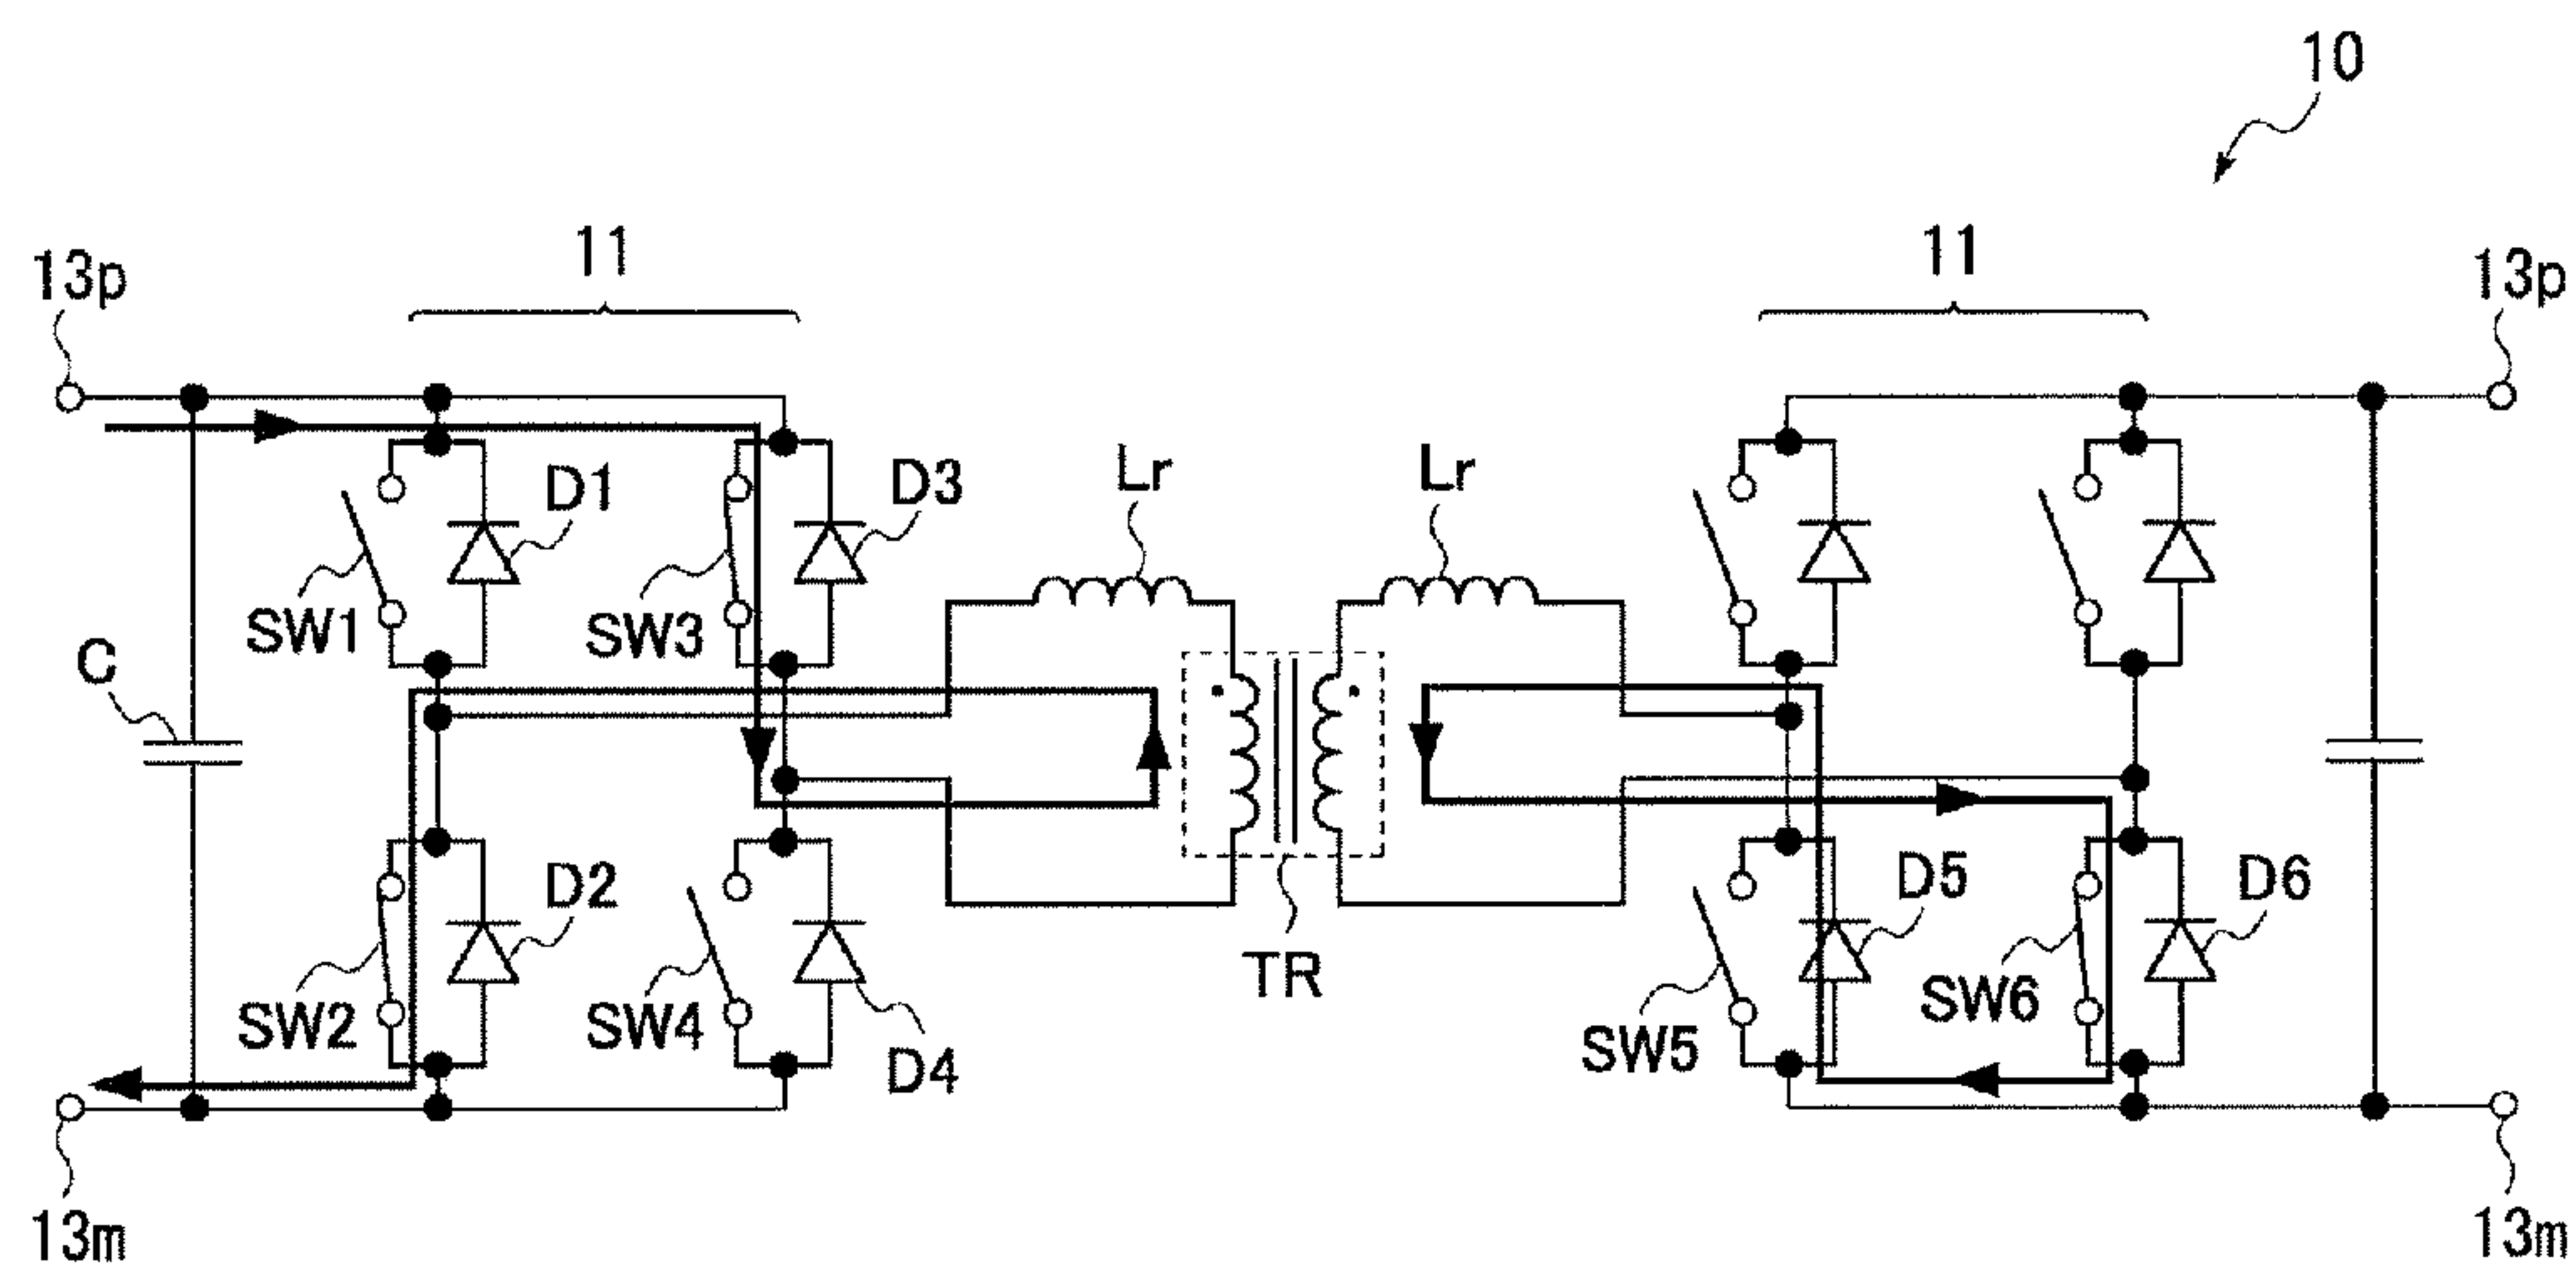 10
11 11
13p 13p
D1 D3 Lr Lr
SW1 SW3
C
D2 D4 D5 D6
TR
SW2 SW4 SW5 SW6
13m 13m